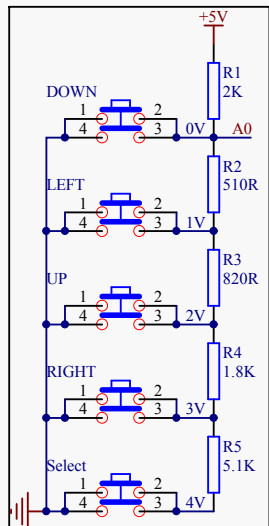 +5V
R1
2K
DOWN
1 2
4 3 0V A0
R2
510R
LEFT
1 2
4 3 1V
R3
820R
UP
1 2
4 3 2V
R4
1.8K
RIGHT
1 2
4 3 3V
R5
5.1K
Select
1 2
4 3 4V